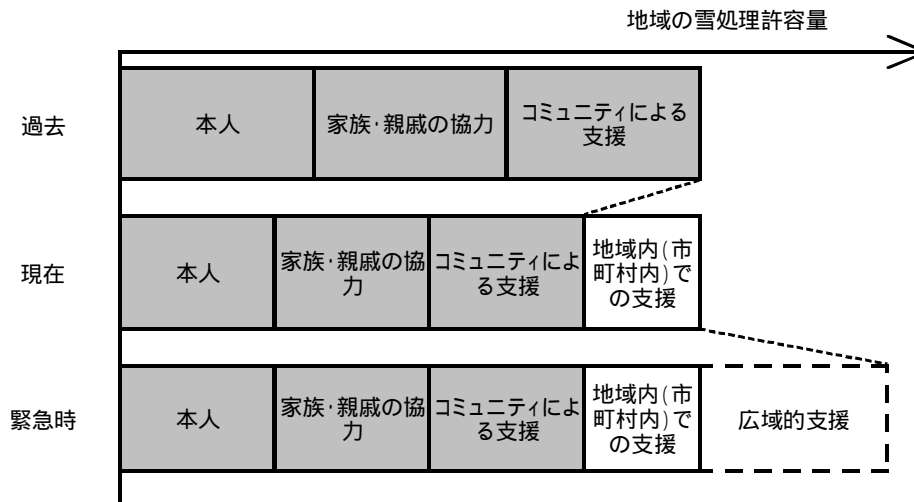 地域の雪処理許容量
過去
本人
家族･親戚の協力
コミュニティによる
支援
現在
本人
家族･親戚の協
力
コミュニティによ
る支援
地域内(市
町村内)で
の支援
緊急時
本人
家族･親戚の協
力
コミュニティによ
る支援
地域内(市
町村内)で
の支援
広域的支援